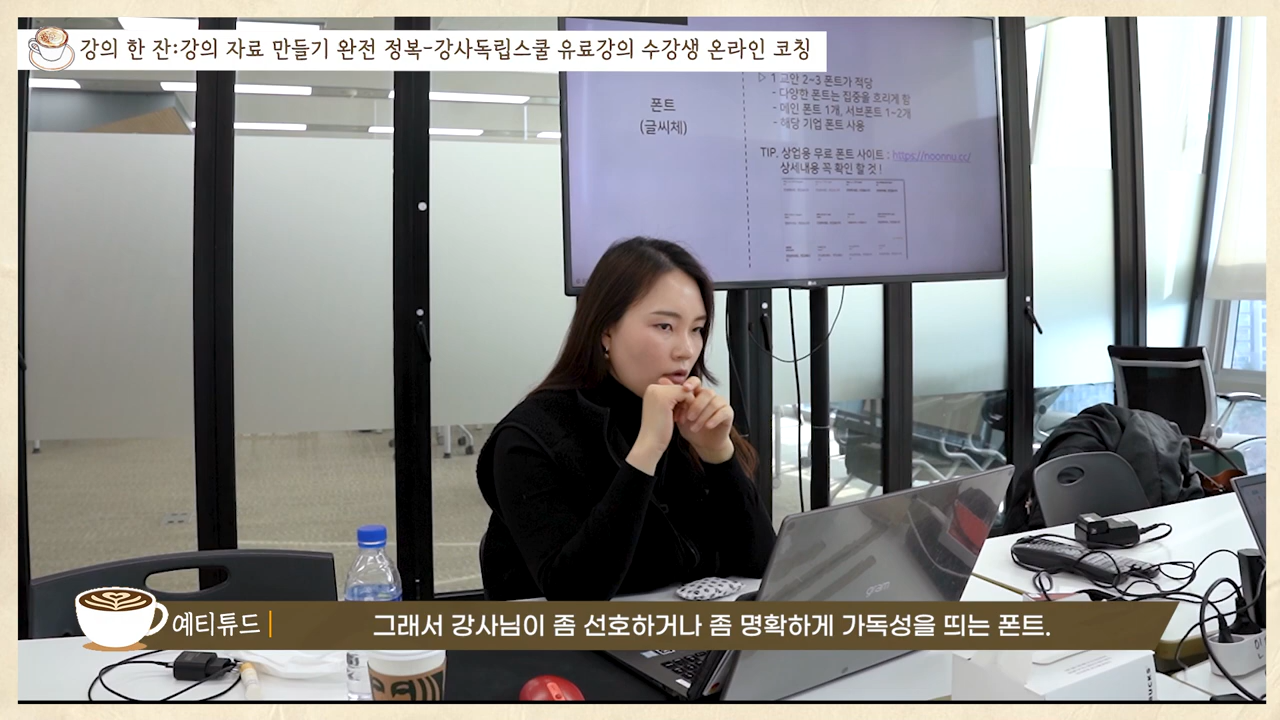 강의 한 잔:강의 자료 만들기 완전 정복-강사독립스쿨 유료강의 수강생 온라인 코칭
폰트
(글씨체)
▷ 1 교안 2~3 폰트가 적당
- 다양한 폰트는 집중을 흐리게 함
- 메인 폰트 1개, 서브폰트 1~2개
- 해당 기업 폰트 사용
TIP. 상업용 무료 폰트 사이트 : https://noonnu.cc/
상세내용 꼭 확인 할 것 !
LG
gram
예티튜드
그래서 강사님이 좀 선호하거나 좀 명확하게 가독성을 띄는 폰트.